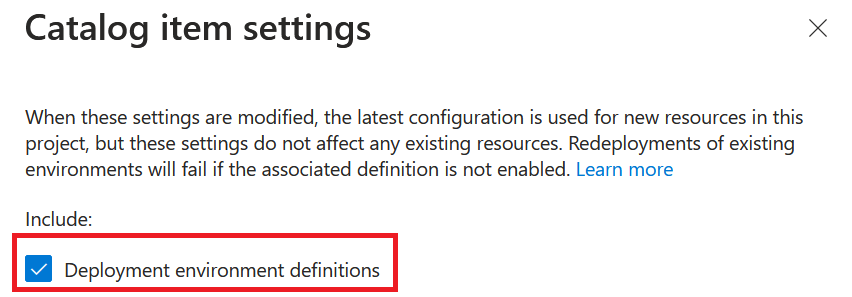 Catalog item settings
When these settings are modified, the latest configuration is used for new resources in this
project, but these settings do not affect any existing resources. Redeployments of existing
environments will fail if the associated definition is not enabled. Learn more
Include:
Deployment environment definitions